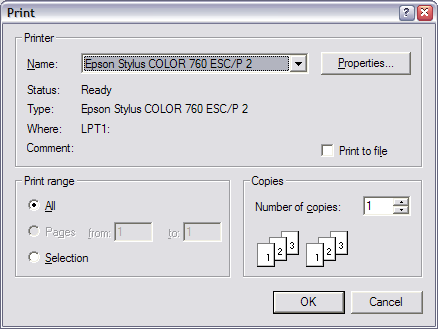 Print
Printer
Name: Epson Stylus COLOR 760 ESC/P 2 Properties...
Status: Ready
Type: Epson Stylus COLOR 760 ESC/P 2
Where: LPT1:
Comment: Print to file
Print range
All
Pages from: 1 to: 1
Selection
Copies
Number of copies: 1
1 2 3 1 2 3
OK Cancel